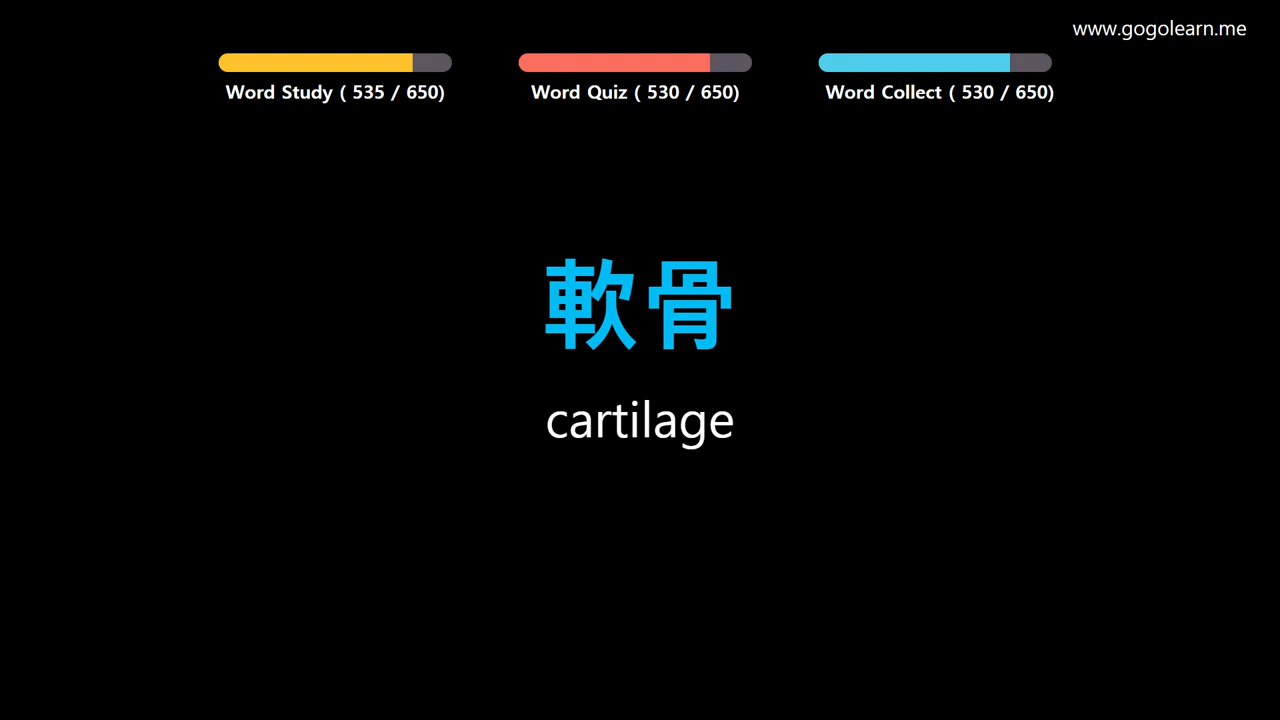 www.gogolearn.me
Word Study ( 535 / 650)
Word Quiz ( 530 / 650)
Word Collect ( 530 / 650)
軟骨
cartilage